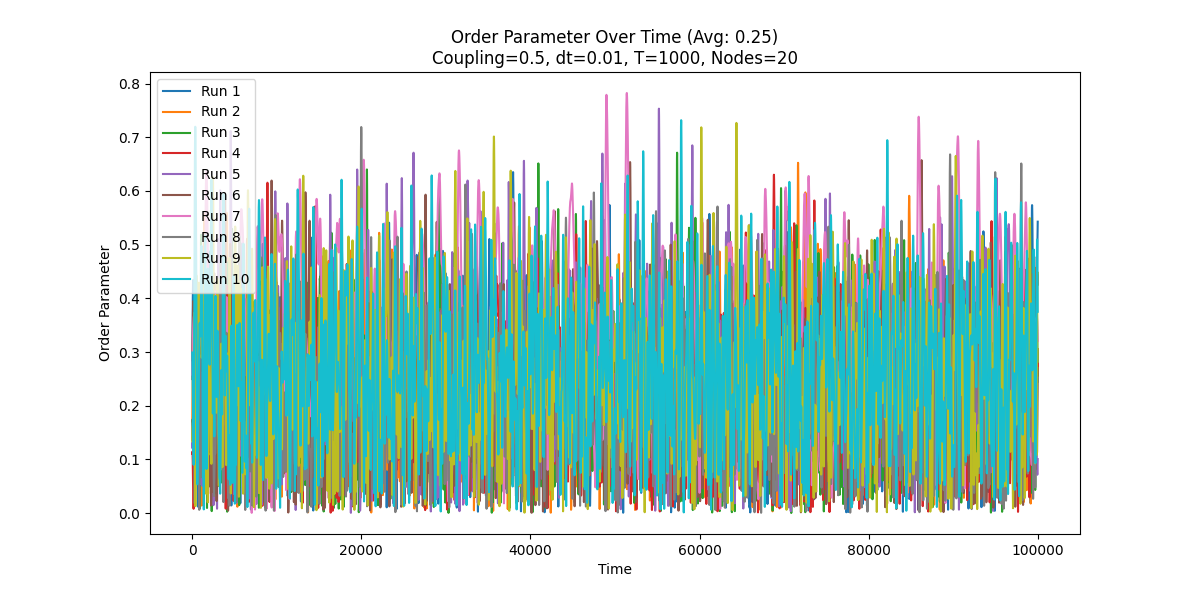 Order Parameter Over Time (Avg: 0.25)
Coupling=0.5, dt=0.01, T=1000, Nodes=20
Order Parameter
0.8
0.7
0.6
0.5
0.4
0.3
0.2
0.1
0.0
Run 1
Run 2
Run 3
Run 4
Run 5
Run 6
Run 7
Run 8
Run 9
Run 10
0 20000 40000 60000 80000 100000
Time